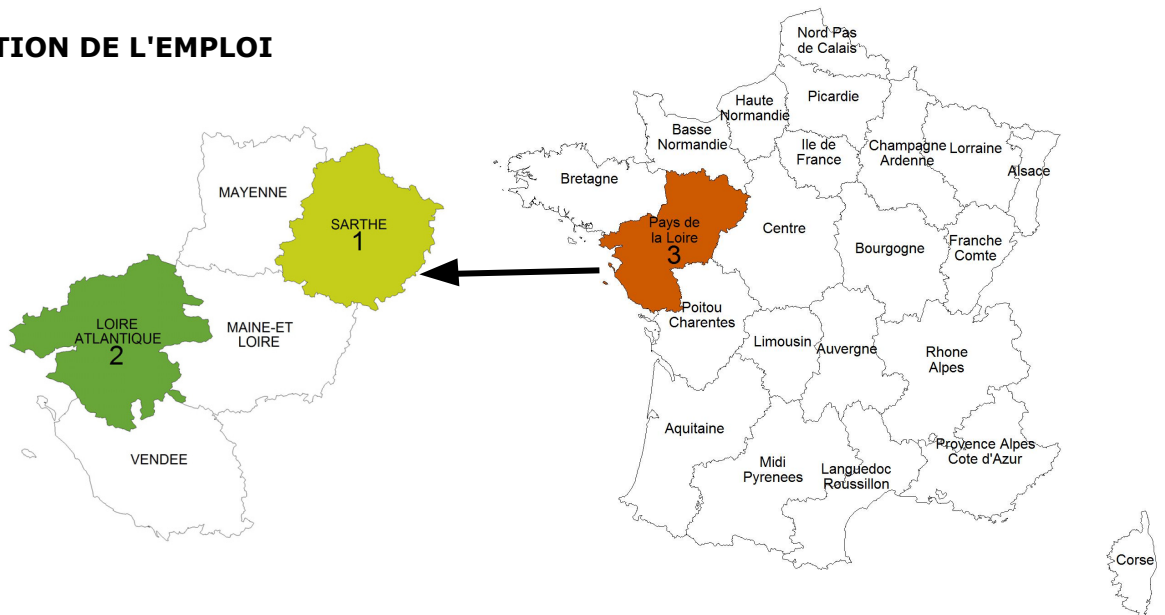 TION DE L'EMPLOI
MAYENNE
SARTHE
1
LOIRE
ATLANTIQUE
2
MAINE-ET
LOIRE
VENDEE
Nord Pas
de Calais
Picardie
Haute
Normandie
Basse
Normandie
Ile de
France
Champagne
Ardenne
Lorraine
Alsace
Bretagne
Pays de
la Loire
3
Centre
Bourgogne
Franche
Comte
Poitou
Charentes
Limousin
Auvergne
Rhone
Alpes
Aquitaine
Midi
Pyrenees
Languedoc
Roussillon
Provence Alpes
Cote d'Azur
Corse